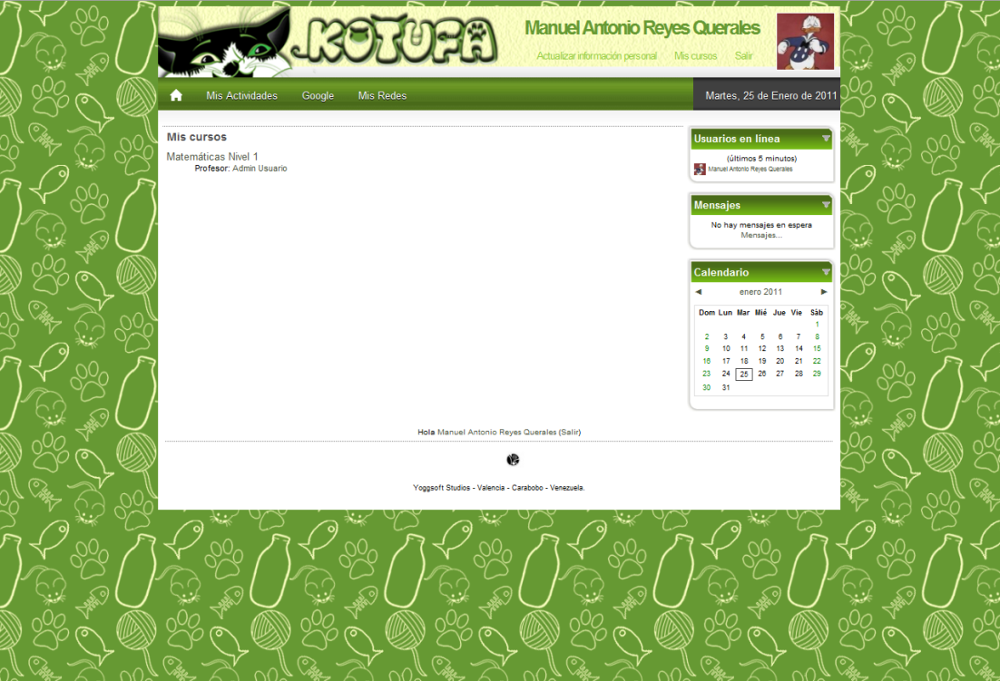 .KOTUFA
Manuel Antonio Reyes Querales
Actualizar información personal Mis cursos Salir
Mis Actividades Google Mis Redes Martes, 25 de Enero de 2011
Mis cursos
Matemáticas Nivel 1
Profesor: Admin Usuario
Usuarios en línea
(últimos 5 minutos)
Manuel Antonio Reyes Querales
Mensajes
No hay mensajes en espera
Mensajes...
Calendario
◄ enero 2011 ►
Dom Lun Mar Mié Jue Vie Sáb
1
2 3 4 5 6 7 8
9 10 11 12 13 14 15
16 17 18 19 20 21 22
23 24 25 26 27 28 29
30 31
Hola Manuel Antonio Reyes Querales (Salir)
Yoggsoft Studios - Valencia - Carabobo - Venezuela.